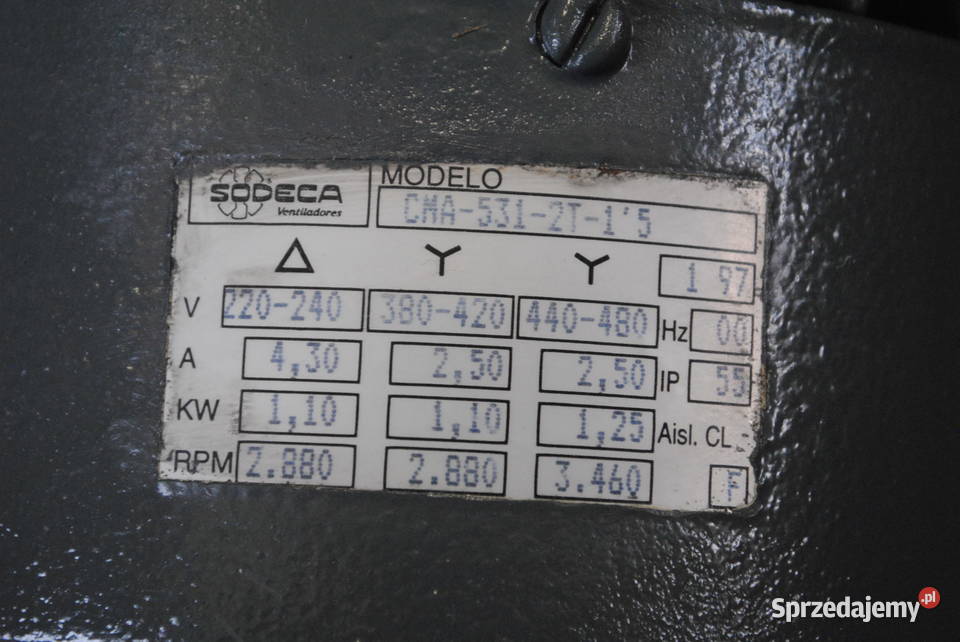 SODECA
Ventiladores
MODELO
CMA-531-2T-1'5
1 97
V 220-240 380-420 440-480 Hz 00
A 4,30 2,50 2,50 IP 55
KW 1,10 1,10 1,25 Aisl. CL
RPM 2.880 2.880 3.460 F
Sprzedajemy.pl